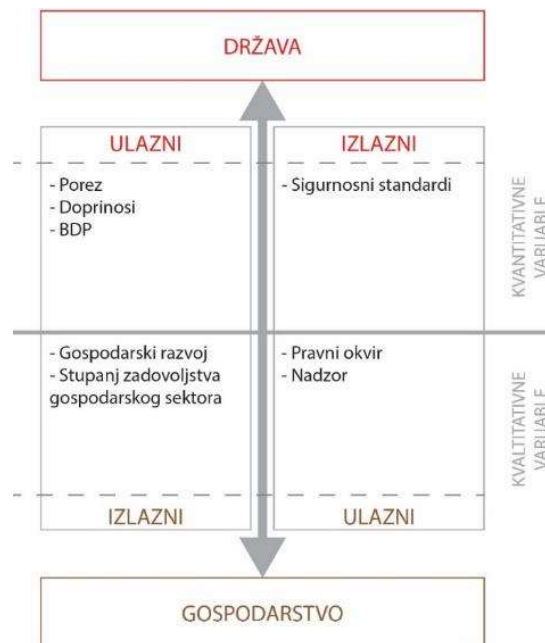 DRŽAVA
ULAZNI
IZLAZNI
- Porez
- Doprinosi
- BDP
- Sigurnosni standardi
KVANTITATIVNE
VARIJABLE
- Gospodarski razvoj
- Stupanj zadovoljstva
gospodarskog sektora
- Pravni okvir
- Nadzor
KVALTITATIVNE
VARIJABLE
IZLAZNI
ULAZNI
GOSPODARSTVO